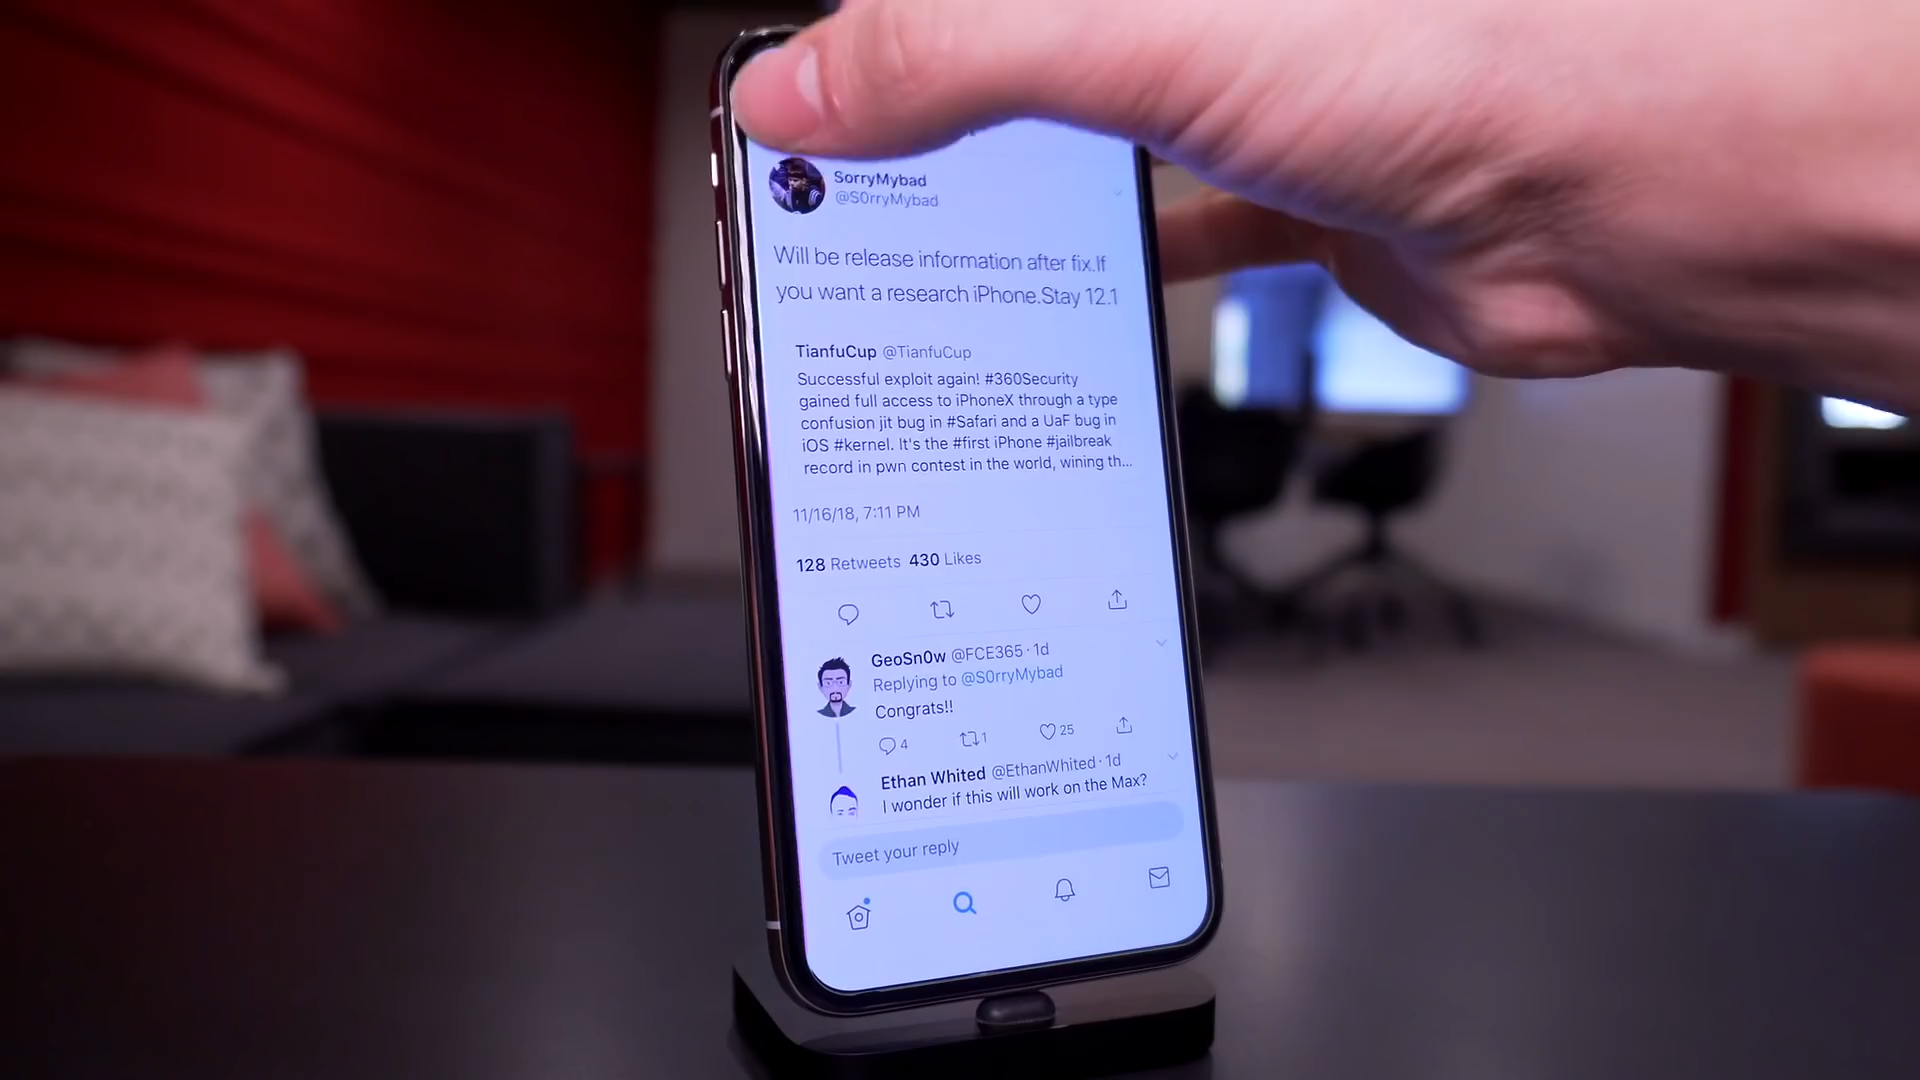 SorryMybad
@S0rryMybad
Will be release information after fix.If
you want a research iPhone.Stay 12.1
TianfuCup @TianfuCup
Successful exploit again! #360Security
gained full access to iPhoneX through a type
confusion jit bug in #Safari and a UaF bug in
iOS #kernel. It's the #first iPhone #jailbreak
record in pwn contest in the world, wining th...
11/16/18, 7:11 PM
128 Retweets 430 Likes
GeoSn0w @FCE365 · 1d
Replying to @S0rryMybad
Congrats!!
4 1 25
Ethan Whited @EthanWhited · 1d
I wonder if this will work on the Max?
Tweet your reply